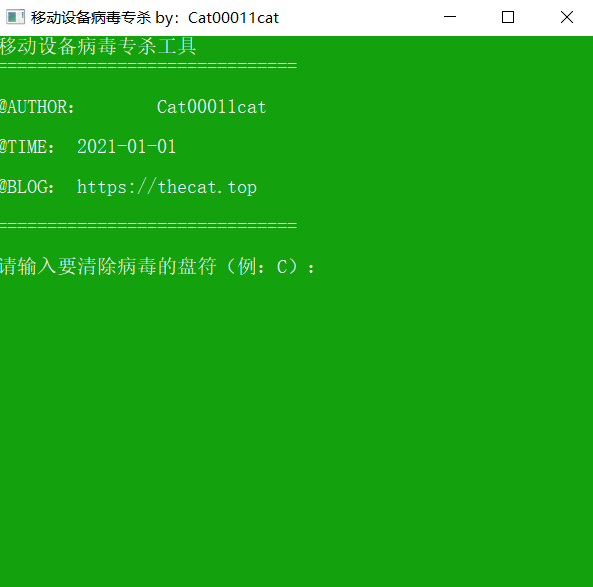 移动设备病毒专杀 by：Cat00011cat
移动设备病毒专杀工具
==============================
@AUTHOR： Cat00011cat
@TIME： 2021-01-01
@BLOG： https://thecat.top
==============================
请输入要清除病毒的盘符（例：C）：